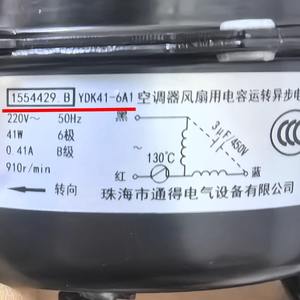 1554429 B YDK41-6A1 空调器风扇用电容运转异步电
220V～ 50Hz 黑
41W 6极 3μF/450V
0.41A B级 130℃
910r/min 红 白
转向
珠海市通得电气设备有限公司